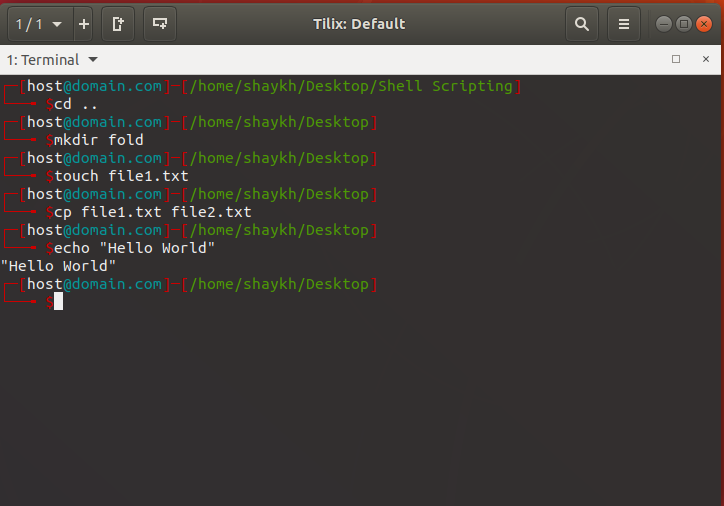 1 / 1
Tilix: Default
1: Terminal
[host@domain.com]-[/home/shaykh/Desktop/Shell Scripting]
$cd ..
[host@domain.com]-[/home/shaykh/Desktop]
$mkdir fold
[host@domain.com]-[/home/shaykh/Desktop]
$touch file1.txt
[host@domain.com]-[/home/shaykh/Desktop]
$cp file1.txt file2.txt
[host@domain.com]-[/home/shaykh/Desktop]
$echo "Hello World"
"Hello World"
[host@domain.com]-[/home/shaykh/Desktop]
$